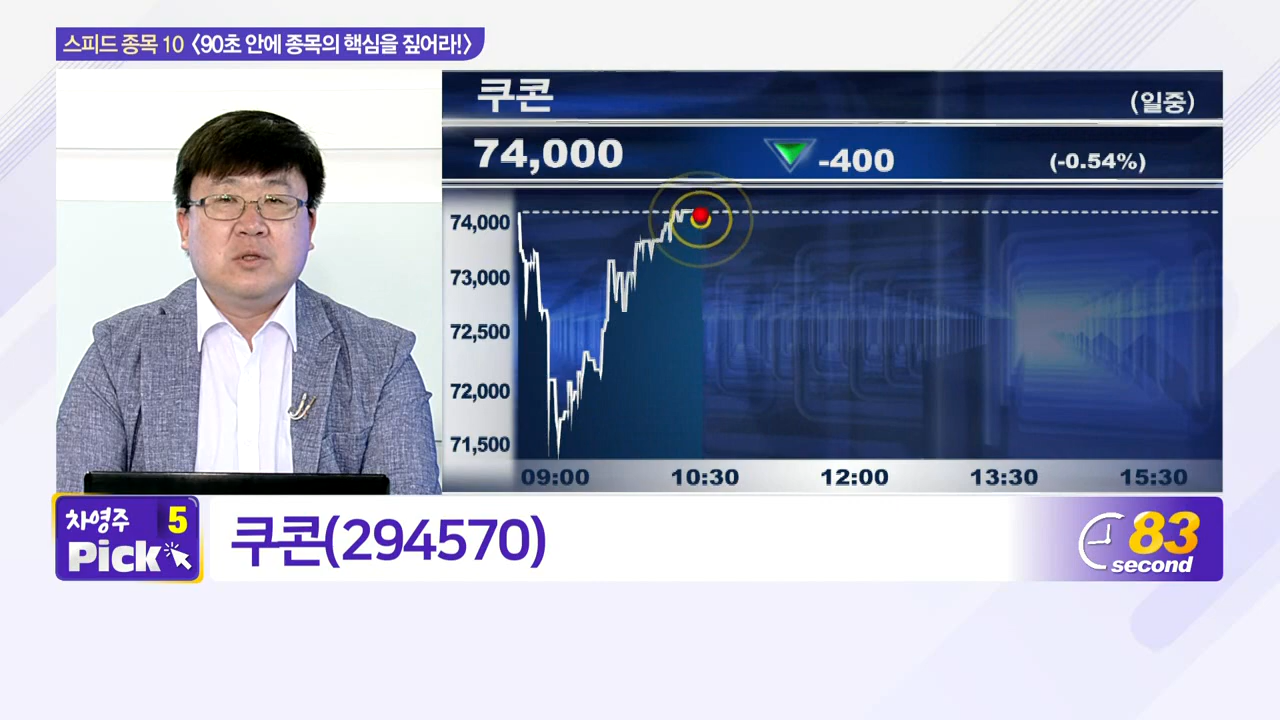 스피드 종목 10 〈90초 안에 종목의 핵심을 짚어라!〉
쿠콘
(일중)
74,000
-400
(-0.54%)
74,000
73,000
72,500
72,000
71,500
09:00
10:30
12:00
13:30
15:30
차영주 5
Pick
쿠콘(294570)
83
second